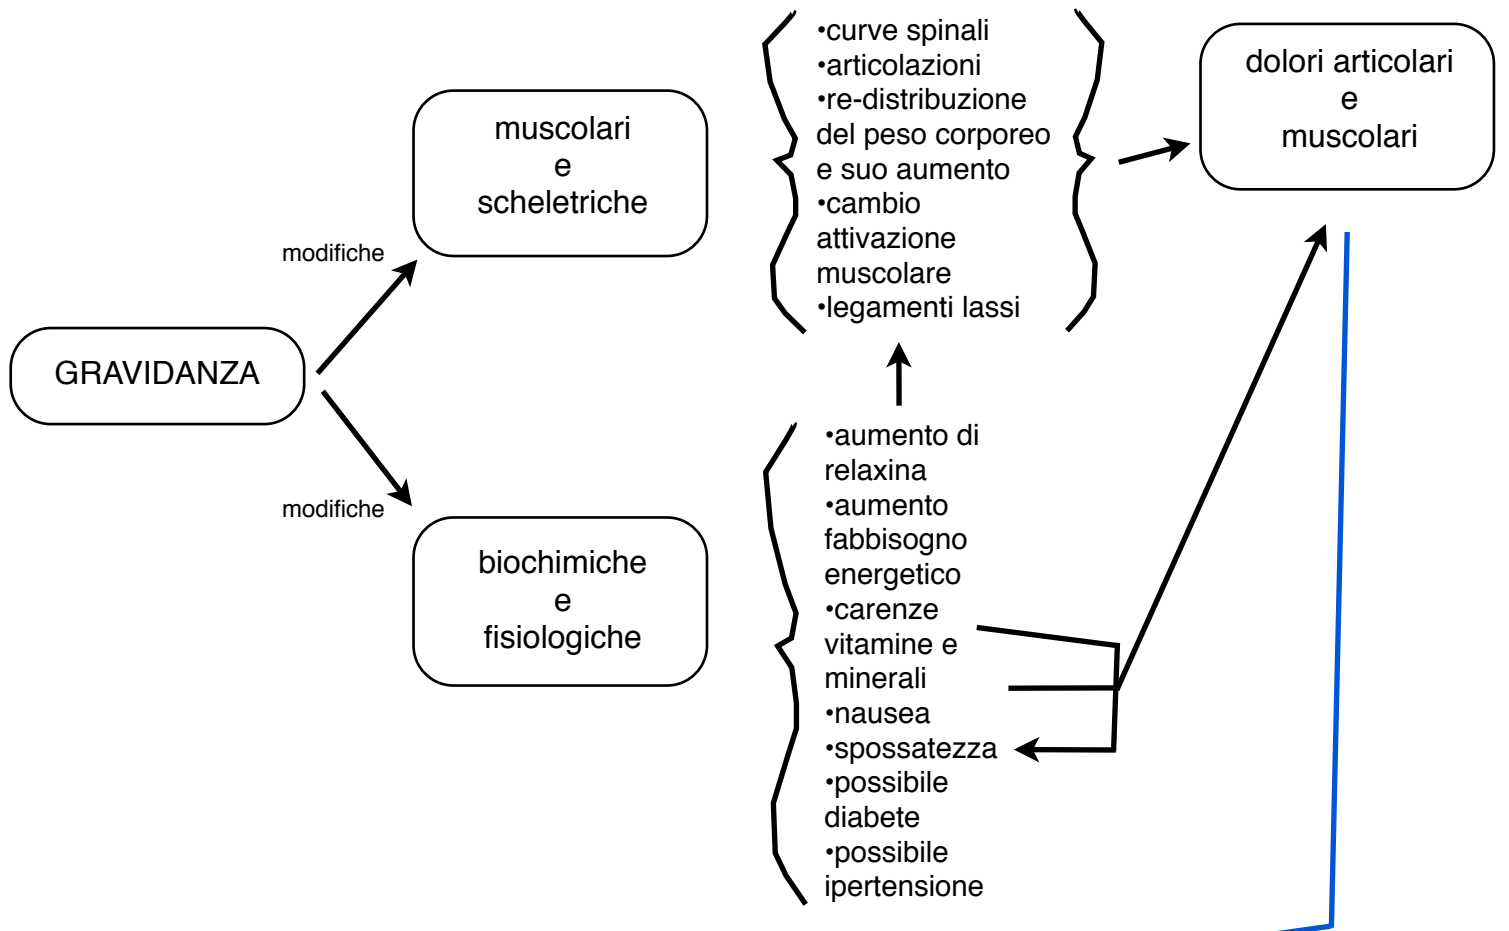 GRAVIDANZA
modifiche
modifiche
muscolari
e
scheletriche
biochimiche
e
fisiologiche
•curve spinali
•articolazioni
•re-distribuzione
del peso corporeo
e suo aumento
•cambio
attivazione
muscolare
•legamenti lassi
•aumento di
relaxina
•aumento
fabbisogno
energetico
•carenze
vitamine e
minerali
•nausea
•spossatezza
•possibile
diabete
•possibile
ipertensione
dolori articolari
e
muscolari